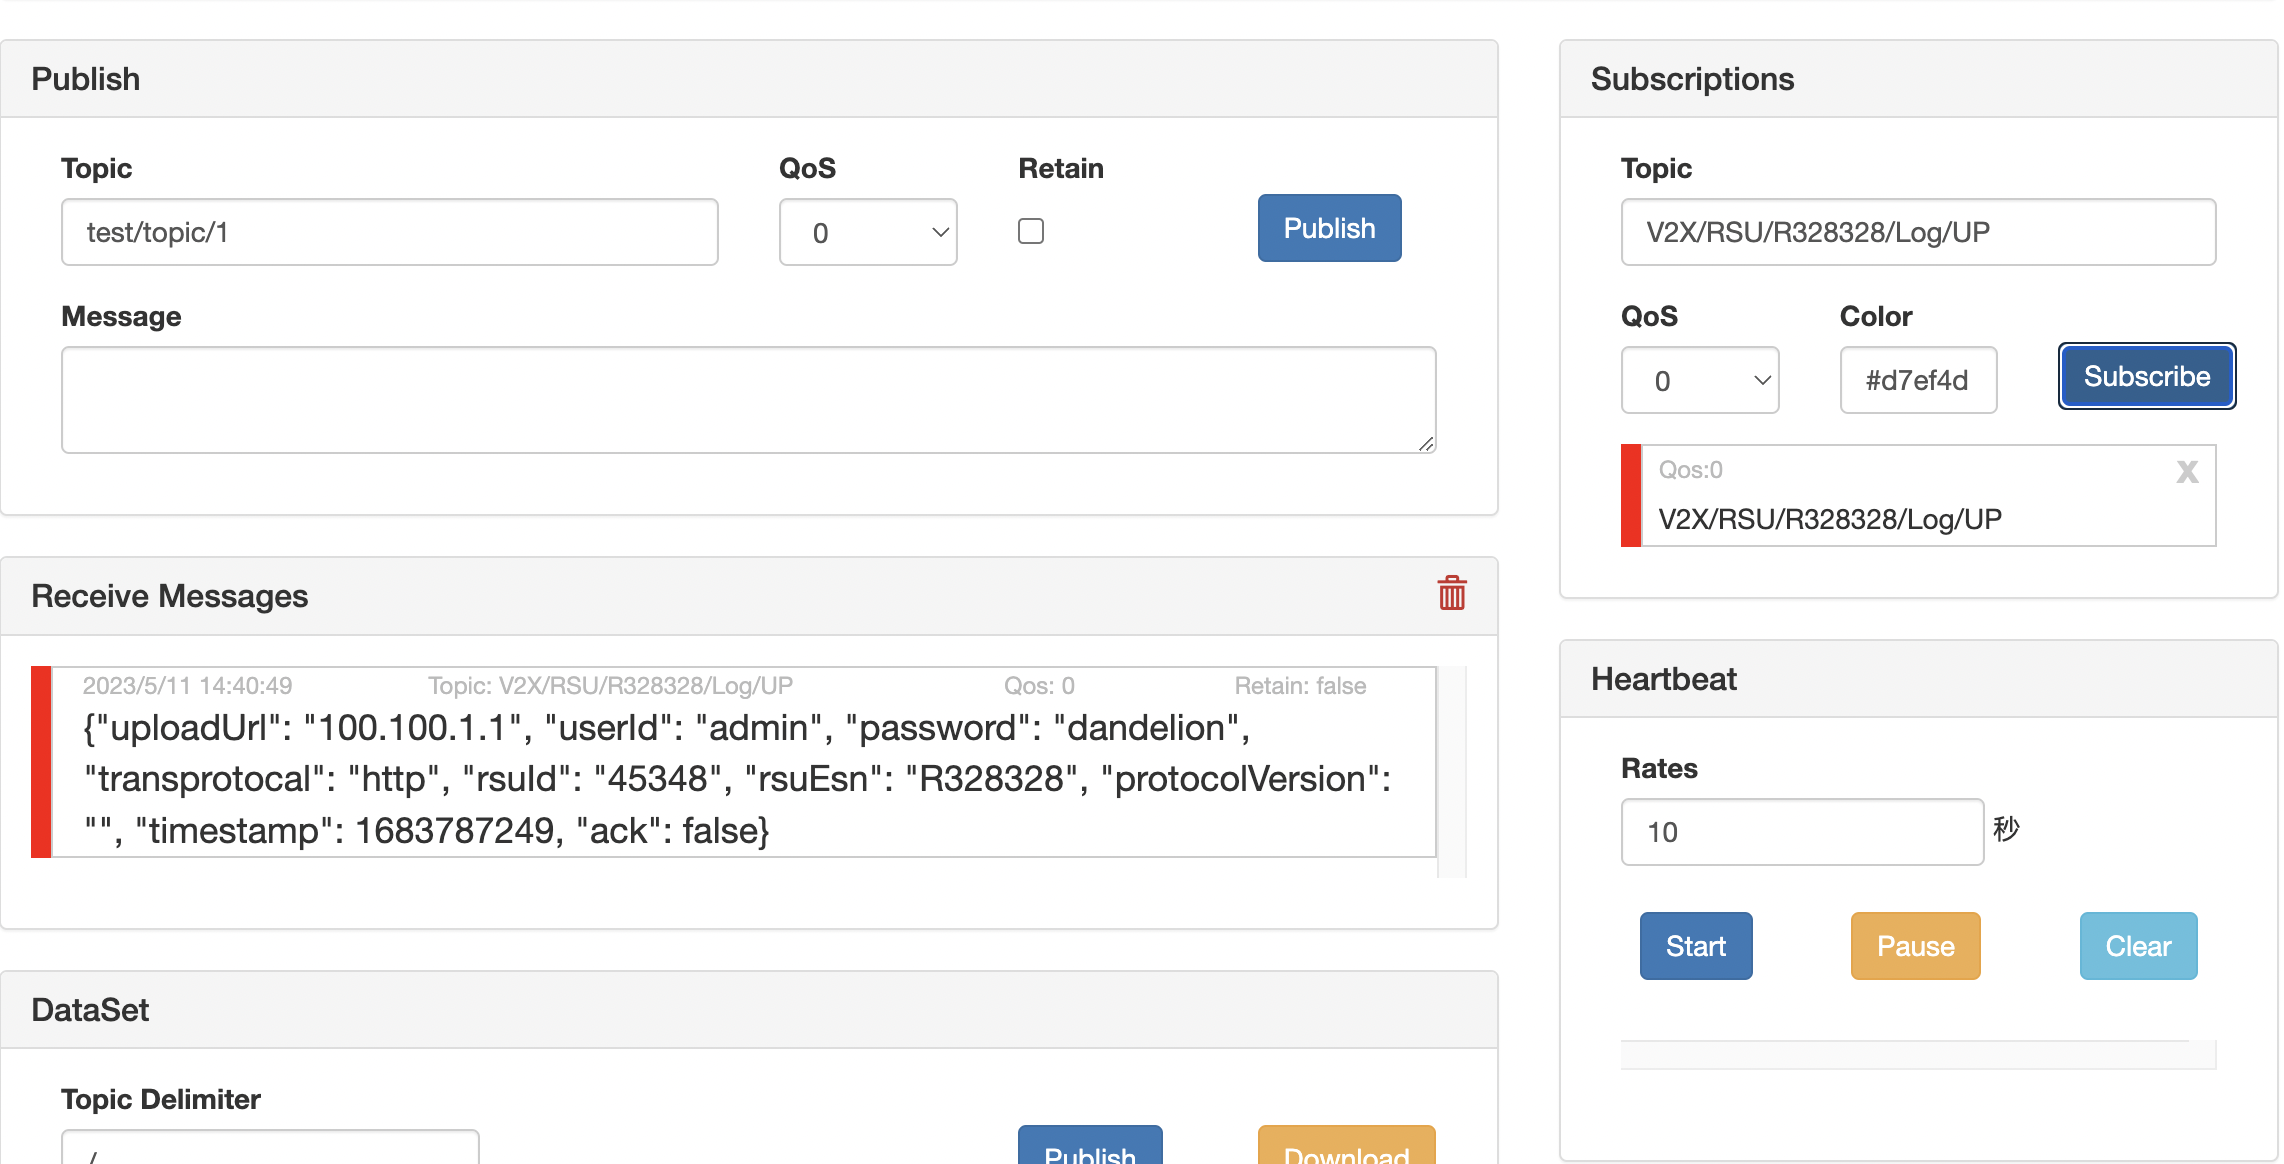 Publish
Topic
QoS
Retain
test/topic/1
0
Publish
Message
Receive Messages
2023/5/11 14:40:49 Topic: V2X/RSU/R328328/Log/UP Qos: 0 Retain: false
{"uploadUrl": "100.100.1.1", "userId": "admin", "password": "dandelion",
"transprotocal": "http", "rsuId": "45348", "rsuEsn": "R328328", "protocolVersion":
"", "timestamp": 1683787249, "ack": false}
DataSet
Topic Delimiter
/
Publish
Download
Subscriptions
Topic
V2X/RSU/R328328/Log/UP
QoS
Color
0
#d7ef4d
Subscribe
Qos:0
X
V2X/RSU/R328328/Log/UP
Heartbeat
Rates
10
秒
Start
Pause
Clear